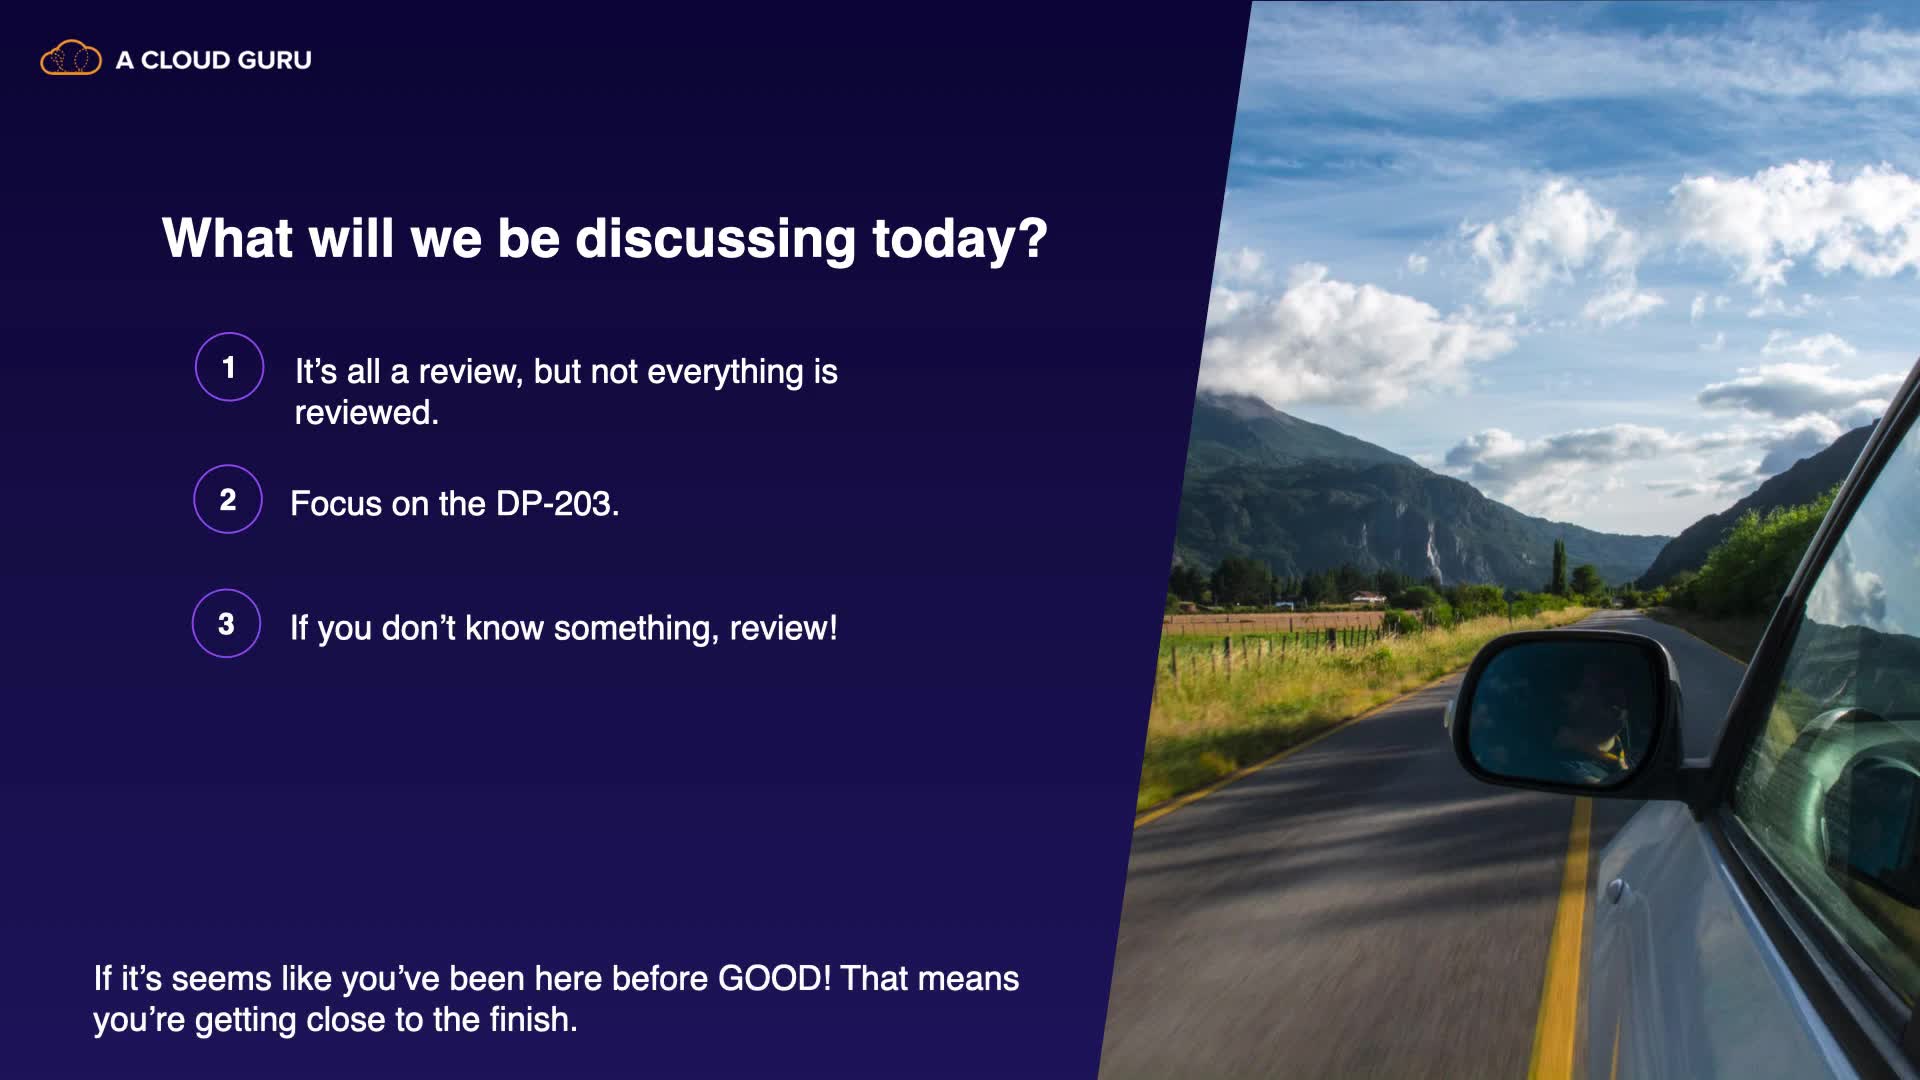 A CLOUD GURU
What will we be discussing today?
1
It’s all a review, but not everything is
reviewed.
2
Focus on the DP-203.
3
If you don’t know something, review!
If it’s seems like you’ve been here before GOOD! That means
you’re getting close to the finish.